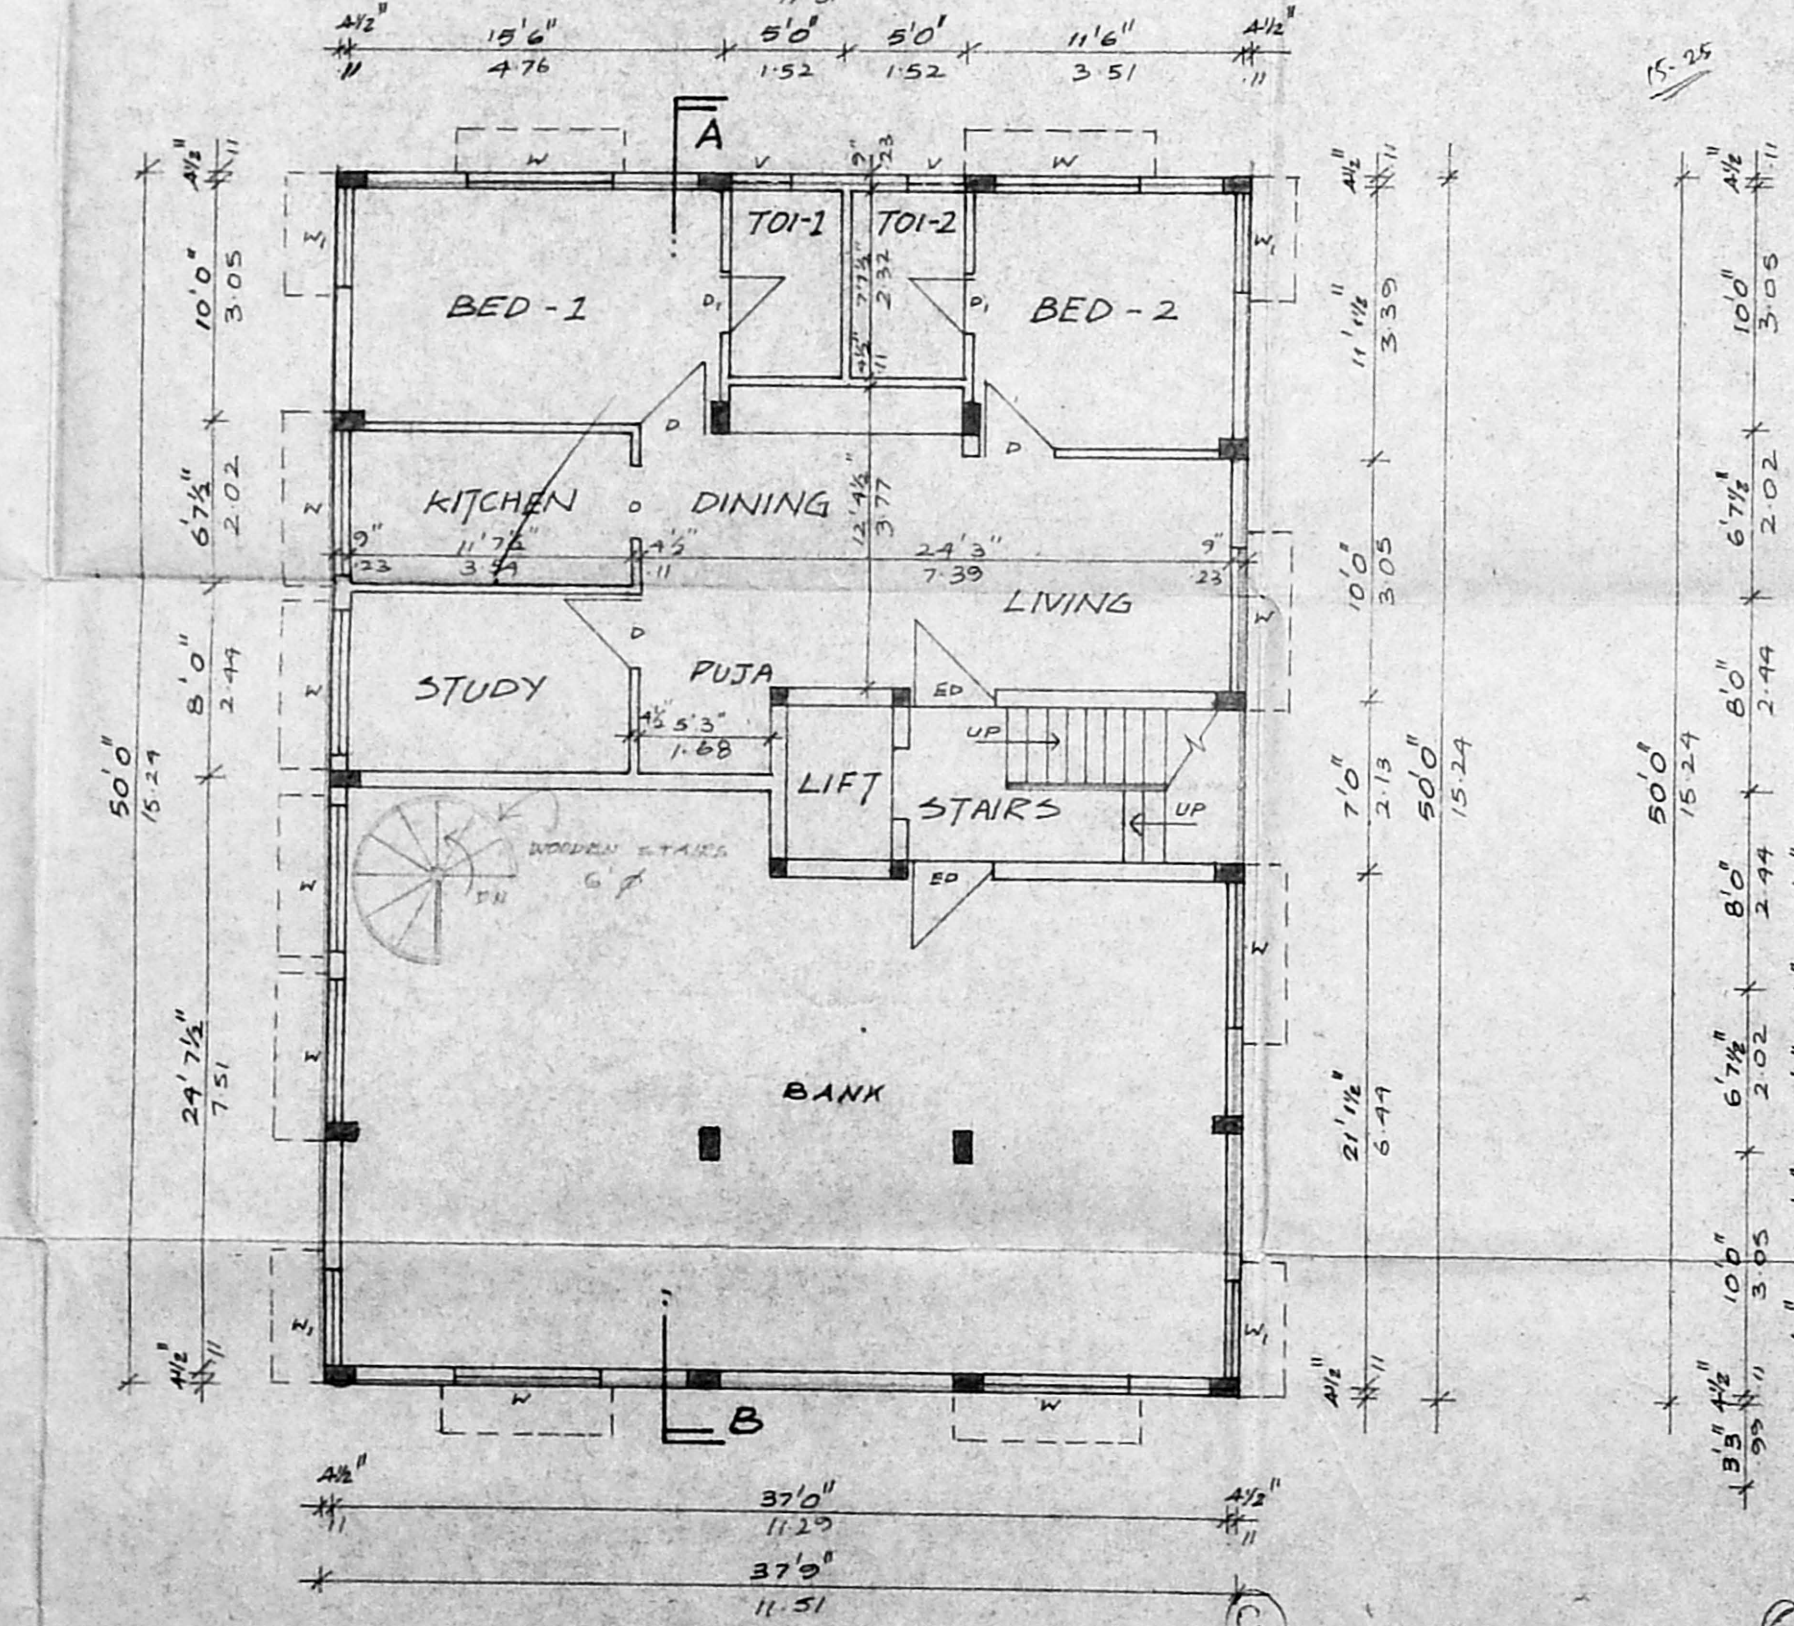 4½" 15'6" 5'0" 5'0" 11'6" 4½"
.11 4.76 1.52 1.52 3.51 .11
15-25
A
W V V W
9"
.23
4½"
.11
4½"
.11
4½"
.11
TOI-1 TOI-2
W1 W1
10'0"
3.05
BED-1
D1
7'7½"
2.32
D1
BED-2
11'1½"
3.39
10'0"
3.05
4½"
.11
D D
6'7½"
2.02
W
KITCHEN
D
DINING
12'4½"
3.77
6'7½"
2.02
9" 11'7½" 4½" 24'3" 9"
.23 3.54 .11 7.39 .23
10'0"
3.05
LIVING
W
D
8'0"
2.44
W
STUDY
PUJA
ED
4½" 5'3"
1.68
8'0"
2.44
50'0"
15.24
UP
LIFT
STAIRS
UP
7'0"
2.13
50'0"
15.24
50'0"
15.24
WOODEN STAIRS
6' Ø
DN
W
ED
8'0"
2.44
W
24'7½"
7.51
W
BANK
21'1½"
6.44
6'7½"
2.02
10'0"
3.05
W1 W1
4½"
.11
4½"
.11
4½"
.11
W W
B
3'3"
.99
4½" 37'0" 4½"
.11 11.29 .11
37'9"
11.51